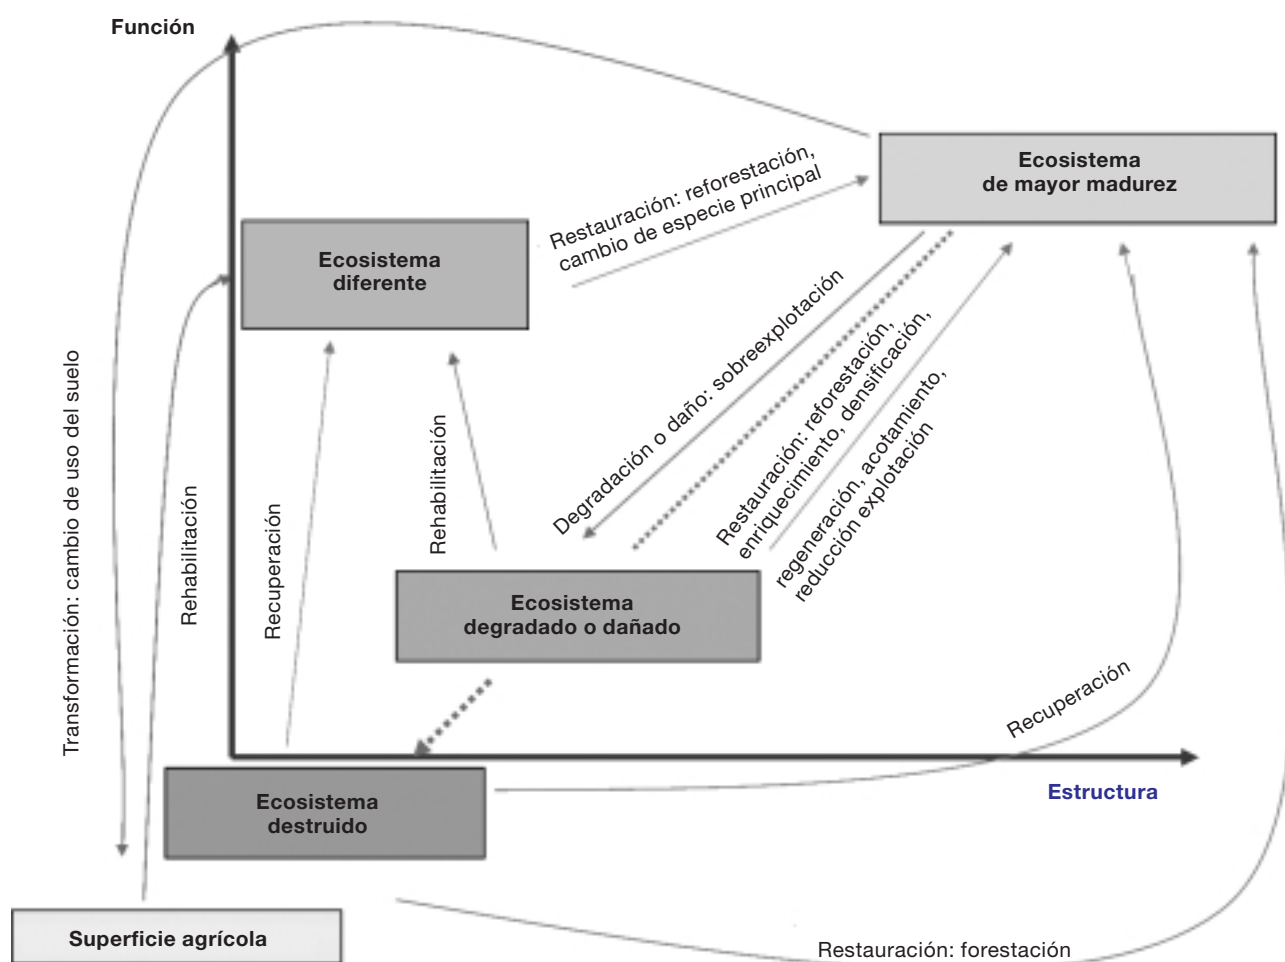 Función
Ecosistema
de mayor madurez
Restauración: reforestación,
cambio de especie principal
Ecosistema
diferente
Degradación o daño: sobreexplotación
Restauración: reforestación,
enriquecimiento, densificación,
regeneración, acotamiento,
reducción explotación
Transformación: cambio de uso del suelo
Rehabilitación
Recuperación
Rehabilitación
Ecosistema
degradado o dañado
Recuperación
Estructura
Ecosistema
destruido
Superficie agrícola
Restauración: forestación